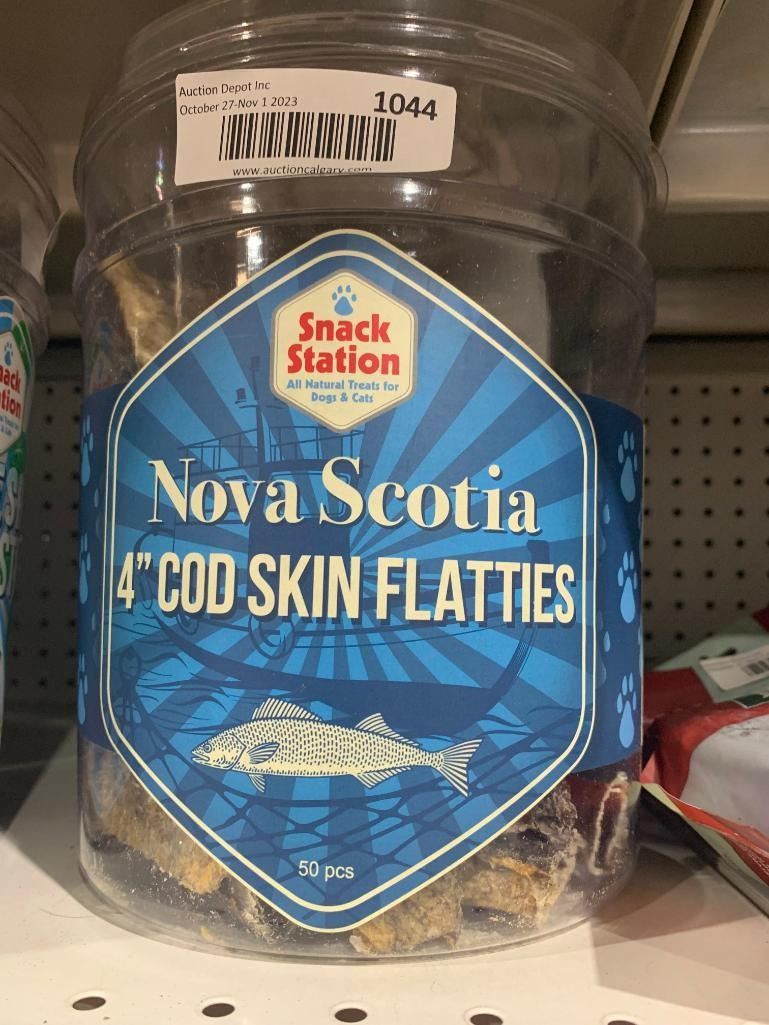 Auction Depot Inc
October 27-Nov 1 2023
1044
www.auctioncalgary.com
Snack
Station
All Natural Treats for
Dogs & Cats
Nova Scotia
4” COD SKIN FLATTIES
50 pcs